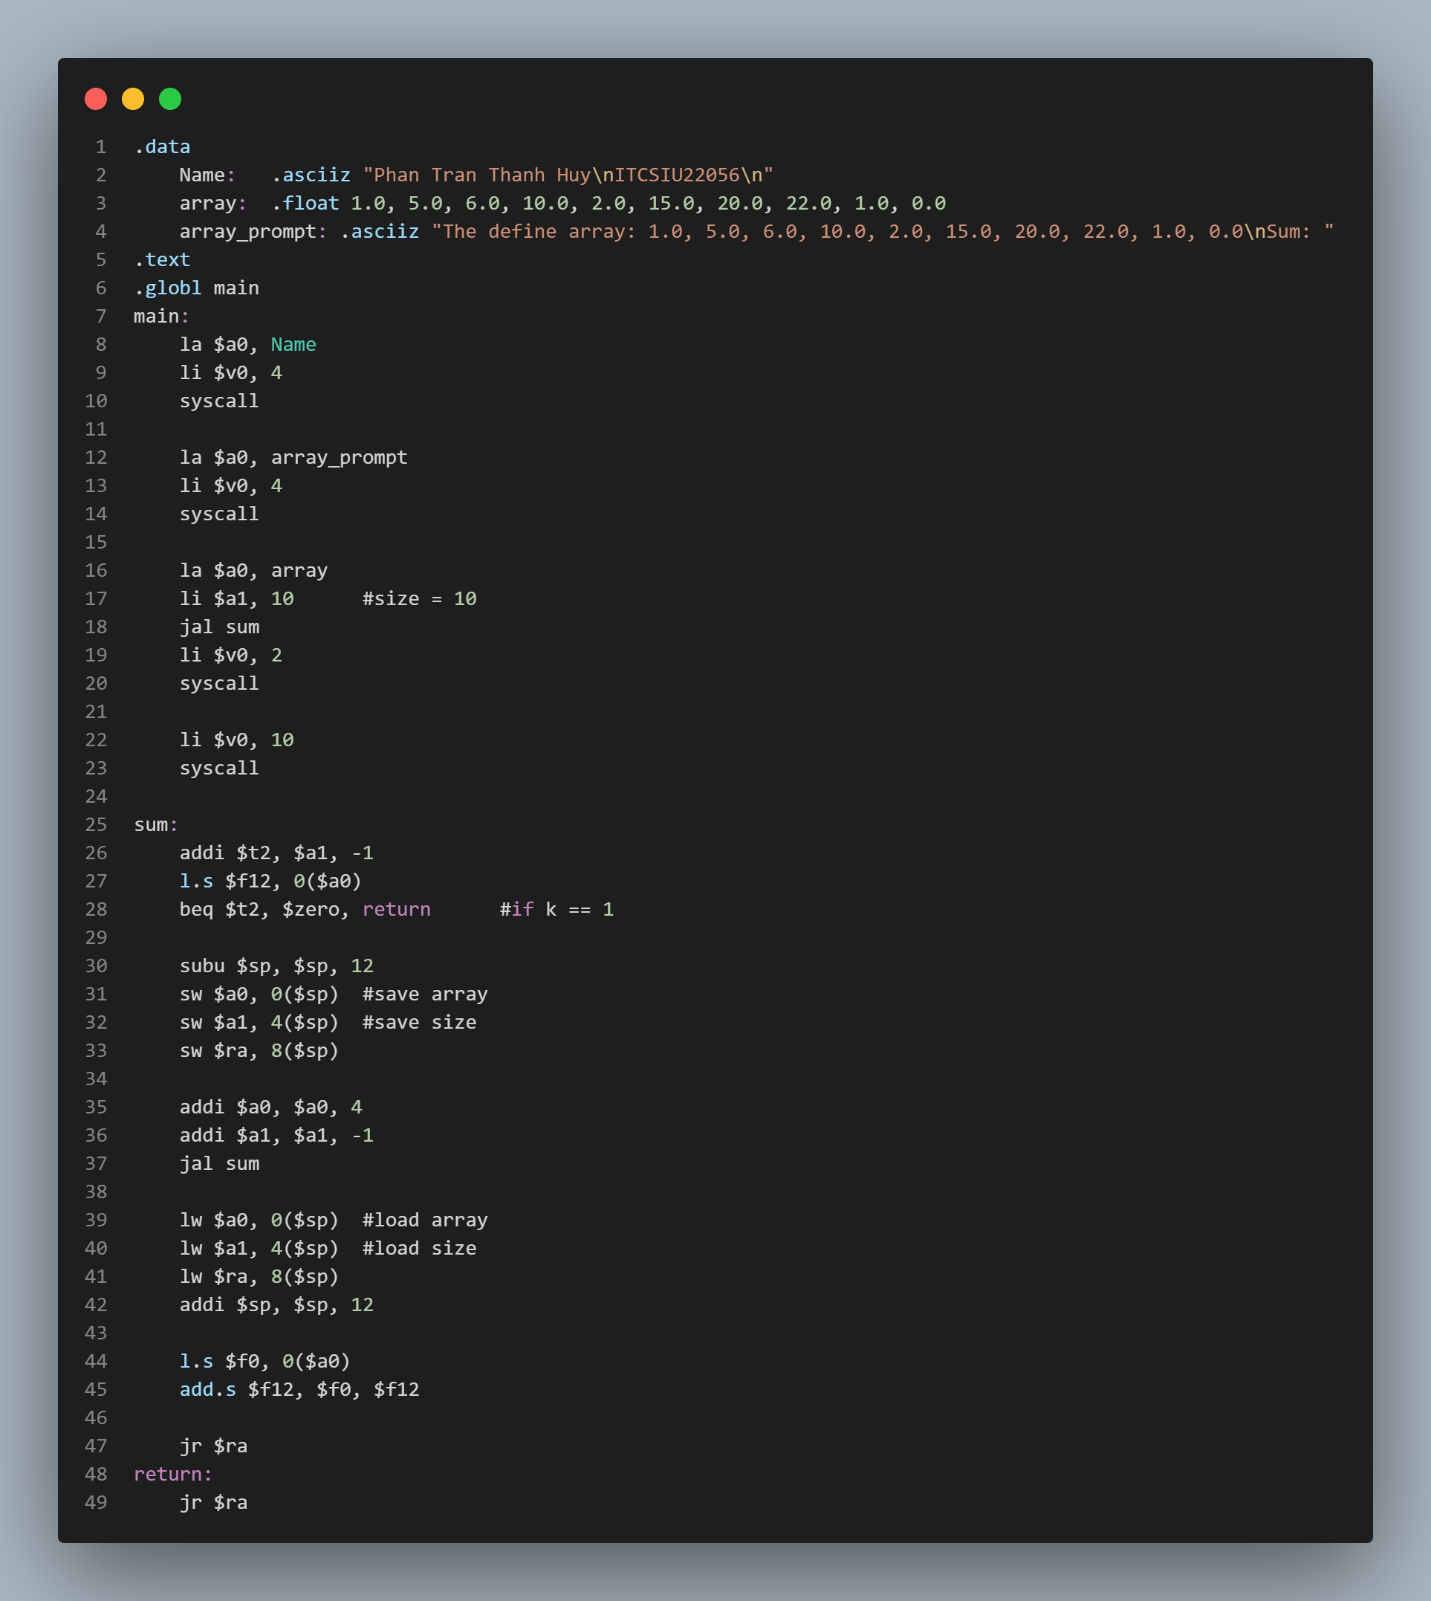 1 .data
2     Name:   .asciiz "Phan Tran Thanh Huy\nITCSIU22056\n"
3     array:  .float 1.0, 5.0, 6.0, 10.0, 2.0, 15.0, 20.0, 22.0, 1.0, 0.0
4     array_prompt: .asciiz "The define array: 1.0, 5.0, 6.0, 10.0, 2.0, 15.0, 20.0, 22.0, 1.0, 0.0\nSum: "
5 .text
6 .globl main
7 main:
8     la $a0, Name
9     li $v0, 4
10     syscall
11
12     la $a0, array_prompt
13     li $v0, 4
14     syscall
15
16     la $a0, array
17     li $a1, 10      #size = 10
18     jal sum
19     li $v0, 2
20     syscall
21
22     li $v0, 10
23     syscall
24
25 sum:
26     addi $t2, $a1, -1
27     l.s $f12, 0($a0)
28     beq $t2, $zero, return      #if k == 1
29
30     subu $sp, $sp, 12
31     sw $a0, 0($sp)  #save array
32     sw $a1, 4($sp)  #save size
33     sw $ra, 8($sp)
34
35     addi $a0, $a0, 4
36     addi $a1, $a1, -1
37     jal sum
38
39     lw $a0, 0($sp)  #load array
40     lw $a1, 4($sp)  #load size
41     lw $ra, 8($sp)
42     addi $sp, $sp, 12
43
44     l.s $f0, 0($a0)
45     add.s $f12, $f0, $f12
46
47     jr $ra
48 return:
49     jr $ra